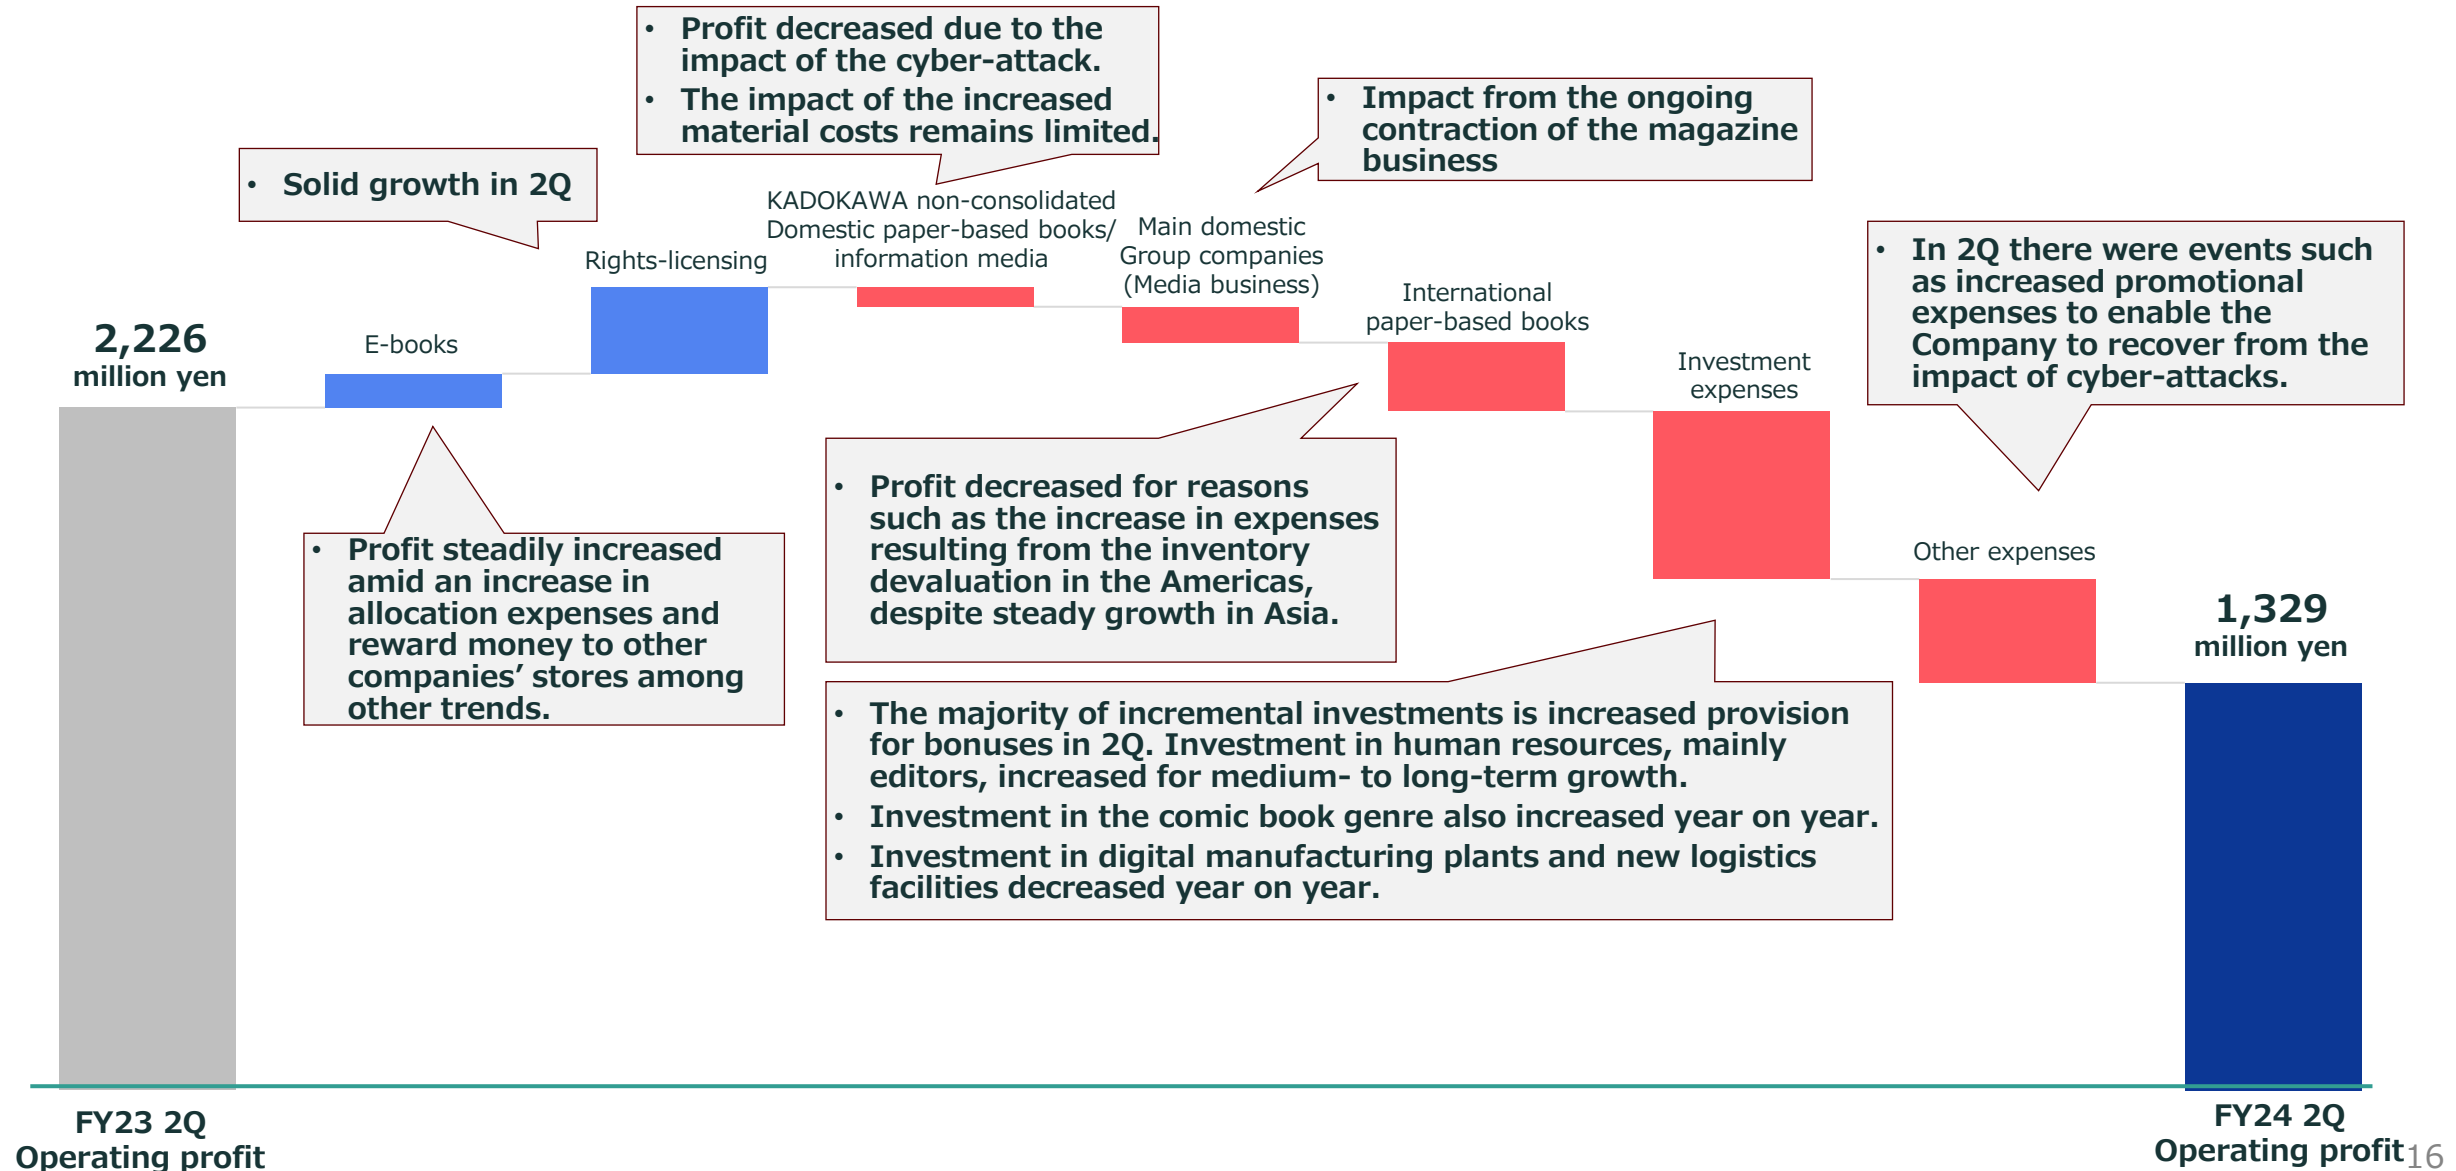 • Profit decreased due to the
impact of the cyber-attack.
• The impact of the increased
material costs remains limited.
• Impact from the ongoing
contraction of the magazine
business
• Solid growth in 2Q
KADOKAWA non-consolidated
Domestic paper-based books/
information media
Main domestic
Group companies
(Media business)
Rights-licensing
• In 2Q there were events such
as increased promotional
expenses to enable the
Company to recover from the
impact of cyber-attacks.
International
paper-based books
2,226
million yen
E-books
Investment
expenses
• Profit decreased for reasons
such as the increase in expenses
resulting from the inventory
devaluation in the Americas,
despite steady growth in Asia.
• Profit steadily increased
amid an increase in
allocation expenses and
reward money to other
companies’ stores among
other trends.
Other expenses
1,329
million yen
• The majority of incremental investments is increased provision
for bonuses in 2Q. Investment in human resources, mainly
editors, increased for medium- to long-term growth.
• Investment in the comic book genre also increased year on year.
• Investment in digital manufacturing plants and new logistics
facilities decreased year on year.
FY23 2Q
Operating profit
FY24 2Q
Operating profit
16